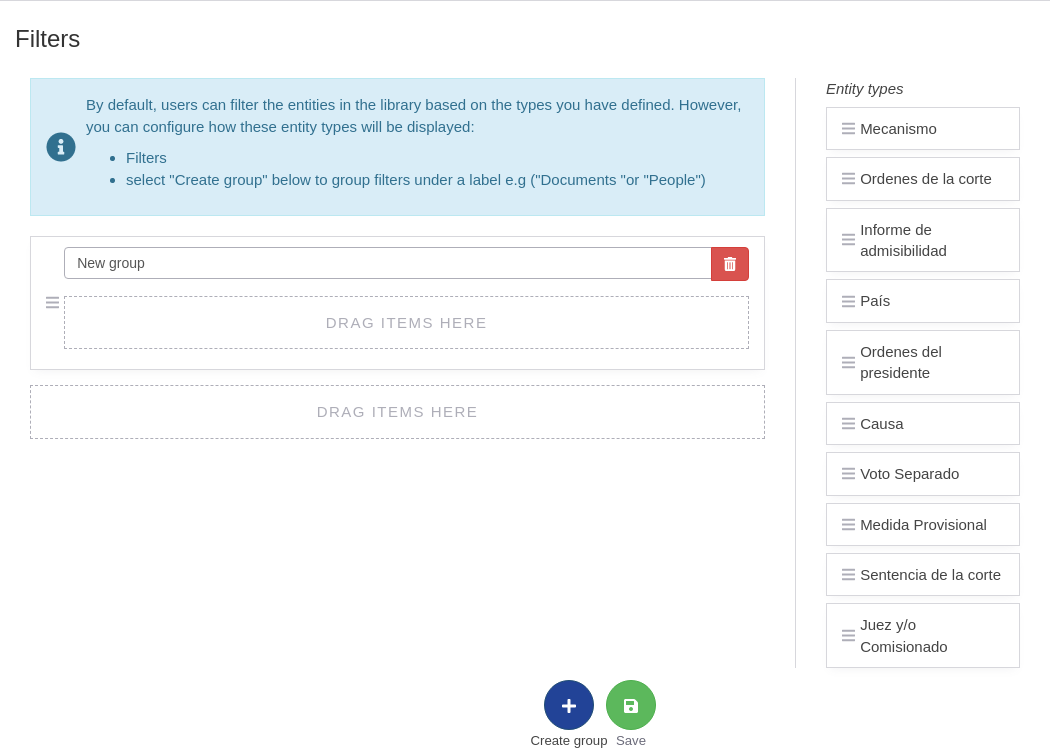 Filters
By default, users can filter the entities in the library based on the types you have defined. However,
you can configure how these entity types will be displayed:
Filters
select "Create group" below to group filters under a label e.g ("Documents "or "People")
New group
DRAG ITEMS HERE
DRAG ITEMS HERE
Entity types
Mecanismo
Ordenes de la corte
Informe de
admisibilidad
País
Ordenes del
presidente
Causa
Voto Separado
Medida Provisional
Sentencia de la corte
Juez y/o
Comisionado
Create group
Save